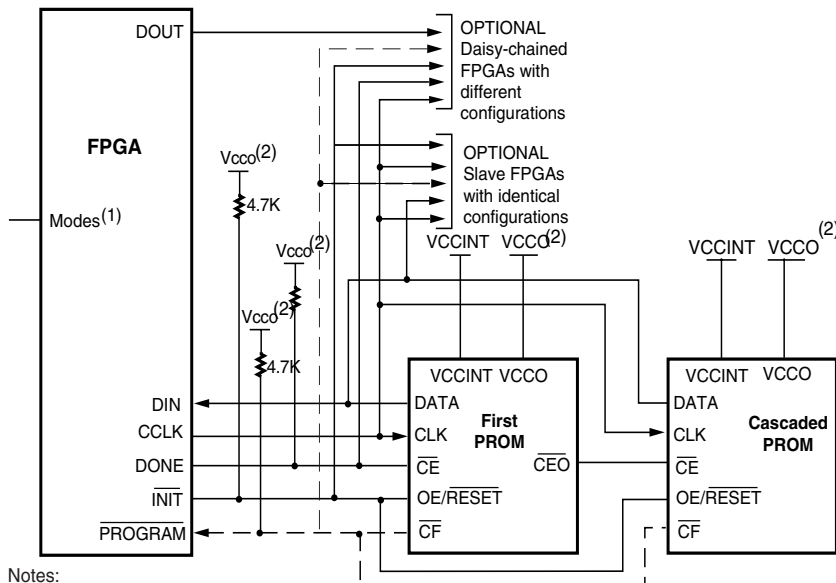 DOUT
OPTIONAL
Daisy-chained
FPGAs with
different
configurations
FPGA
Vcco(2)
4.7K
OPTIONAL
Slave FPGAs
with identical
configurations
Modes(1)
Vcco(2)
VCCINT VCCO(2)
VCCINT VCCO(2)
Vcco(2)
4.7K
VCCINT VCCO
VCCINT VCCO
DIN
DATA
First
PROM
DATA
Cascaded
PROM
CCLK
CLK
CLK
DONE
CE
CEO
CE
INIT
OE/RESET
OE/RESET
PROGRAM
CF
CF
Notes: